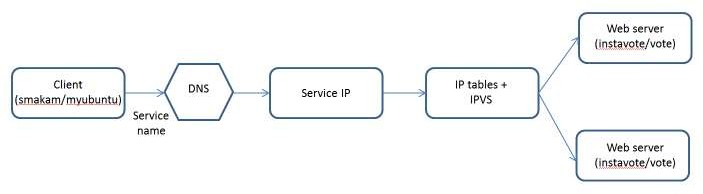 Client
(smakam/myubuntu)
Service
name
DNS
Service IP
IP tables +
IPVS
Web server
(instavote/vote)
Web server
(instavote/vote)